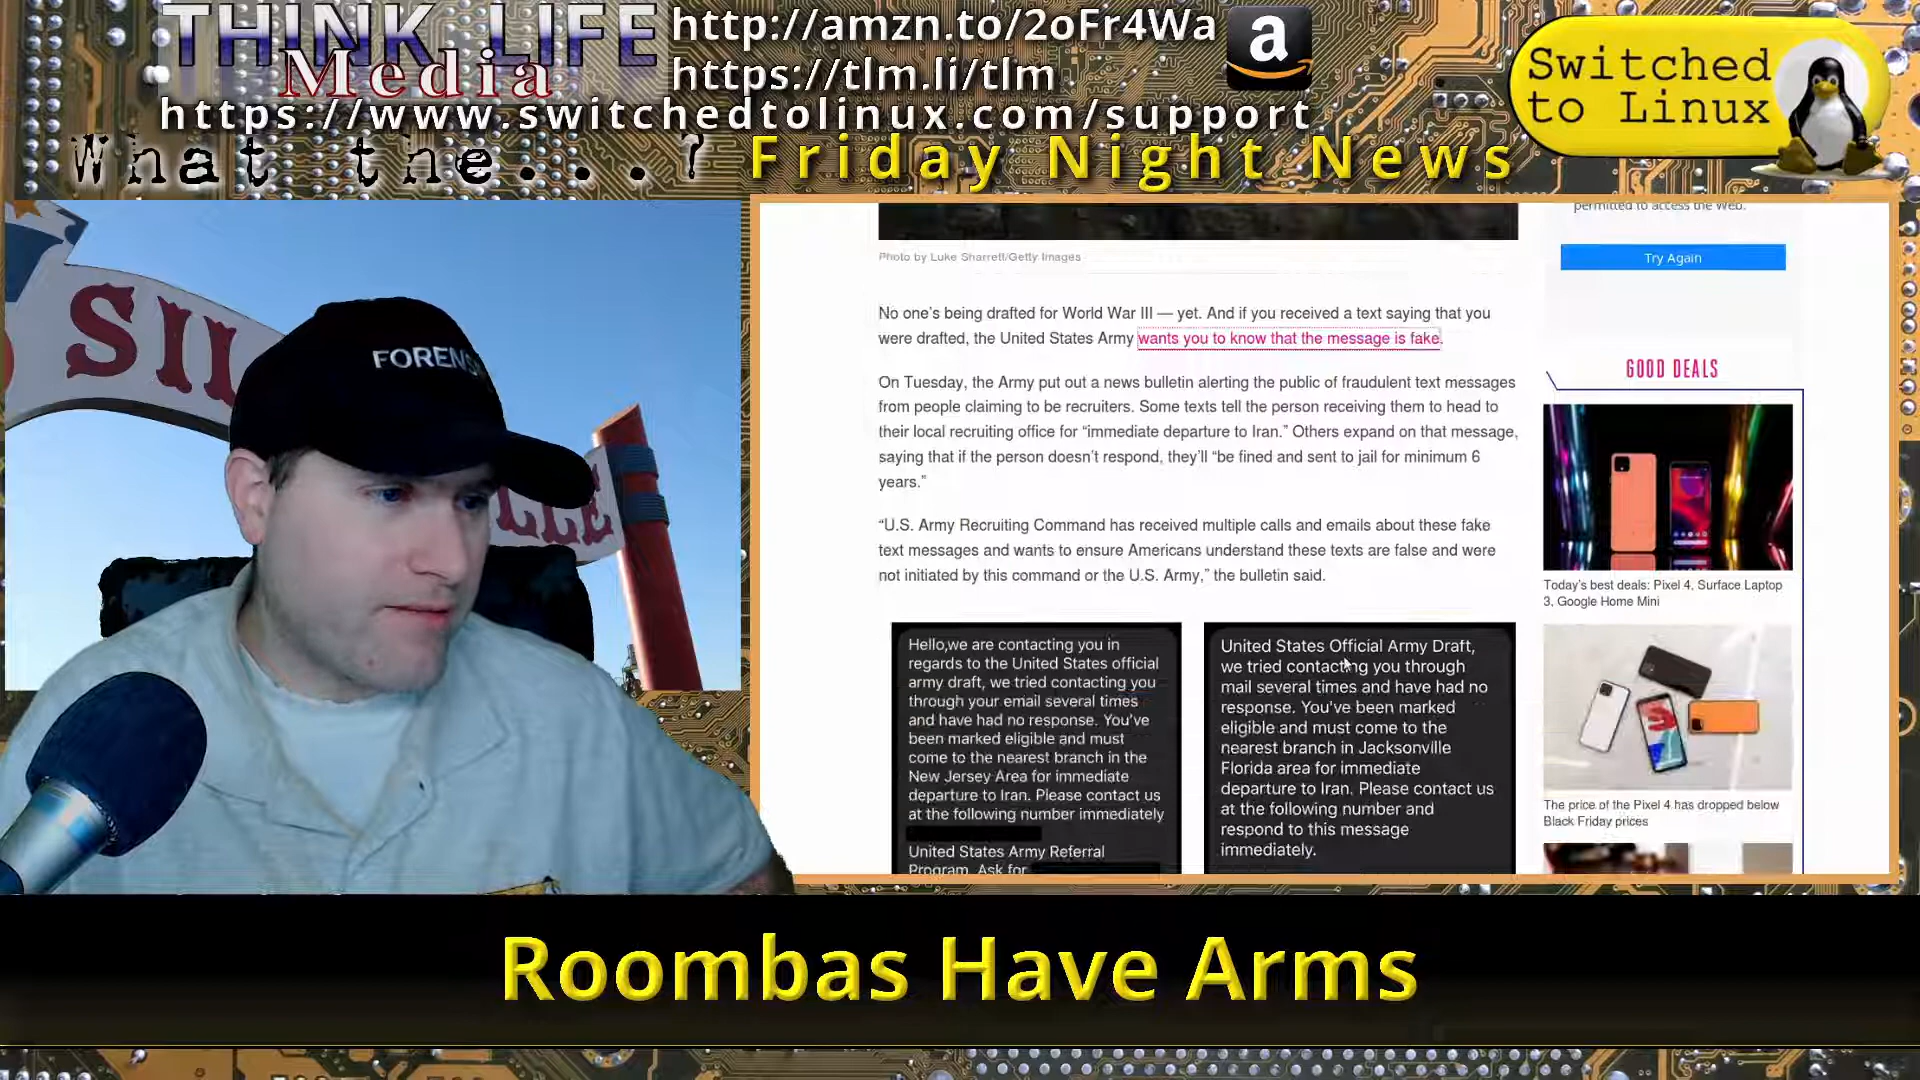 THINK LIFE
Media
http://amzn.to/2oFr4Wa
https://tlm.li/tlm
https://www.switchedtolinux.com/support
a
Switched
to Linux
What the...?
Friday Night News
SIL
LLE
FORENS
permitted to access the Web.
Try Again
Photo by Luke Sharrett/Getty Images
No one's being drafted for World War III — yet. And if you received a text saying that you
were drafted, the United States Army wants you to know that the message is fake.
On Tuesday, the Army put out a news bulletin alerting the public of fraudulent text messages
from people claiming to be recruiters. Some texts tell the person receiving them to head to
their local recruiting office for “immediate departure to Iran.” Others expand on that message,
saying that if the person doesn't respond, they'll “be fined and sent to jail for minimum 6
years.”
“U.S. Army Recruiting Command has received multiple calls and emails about these fake
text messages and wants to ensure Americans understand these texts are false and were
not initiated by this command or the U.S. Army,” the bulletin said.
Hello,we are contacting you in
regards to the United States official
army draft, we tried contacting you
through your email several times
and have had no response. You've
been marked eligible and must
come to the nearest branch in the
New Jersey Area for immediate
departure to Iran. Please contact us
at the following number immediately
United States Army Referral
Program. Ask for
United States Official Army Draft,
we tried contacting you through
mail several times and have had no
response. You've been marked
eligible and must come to the
nearest branch in Jacksonville
Florida area for immediate
departure to Iran. Please contact us
at the following number and
respond to this message
immediately.
GOOD DEALS
Today's best deals: Pixel 4, Surface Laptop
3, Google Home Mini
The price of the Pixel 4 has dropped below
Black Friday prices
Roombas Have Arms